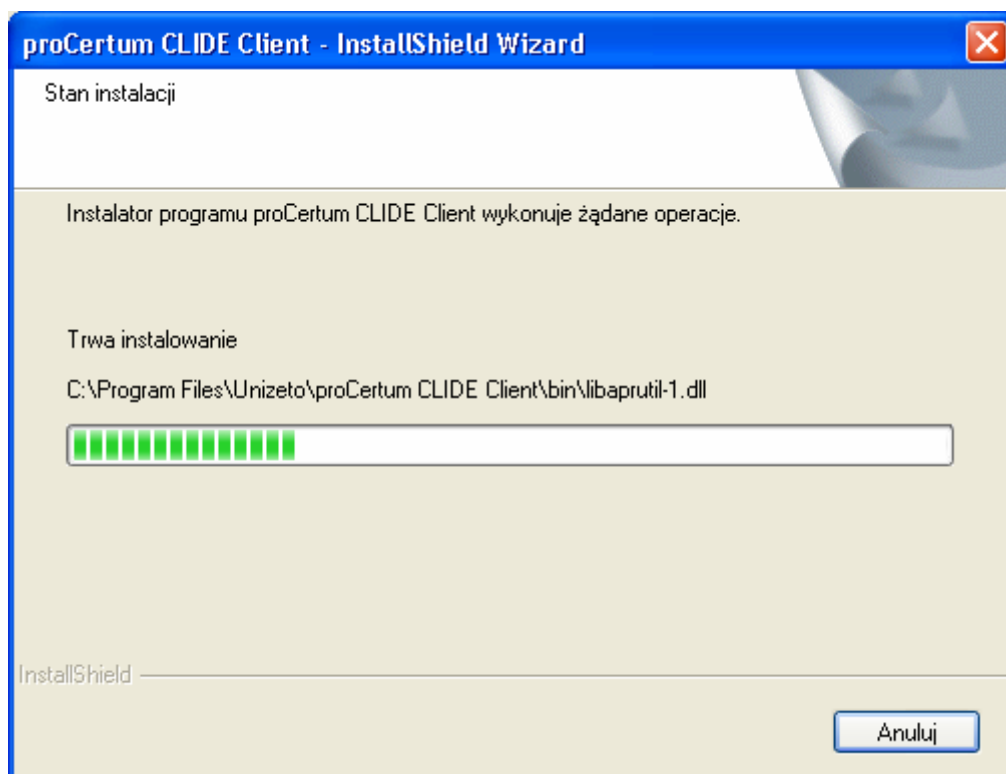 proCertum CLIDE Client - InstallShield Wizard
Stan instalacji
Instalator programu proCertum CLIDE Client wykonuje żądane operacje.
Trwa instalowanie
C:\Program Files\Unizeto\proCertum CLIDE Client\bin\libaprutil-1.dll
InstallShield
Anuluj